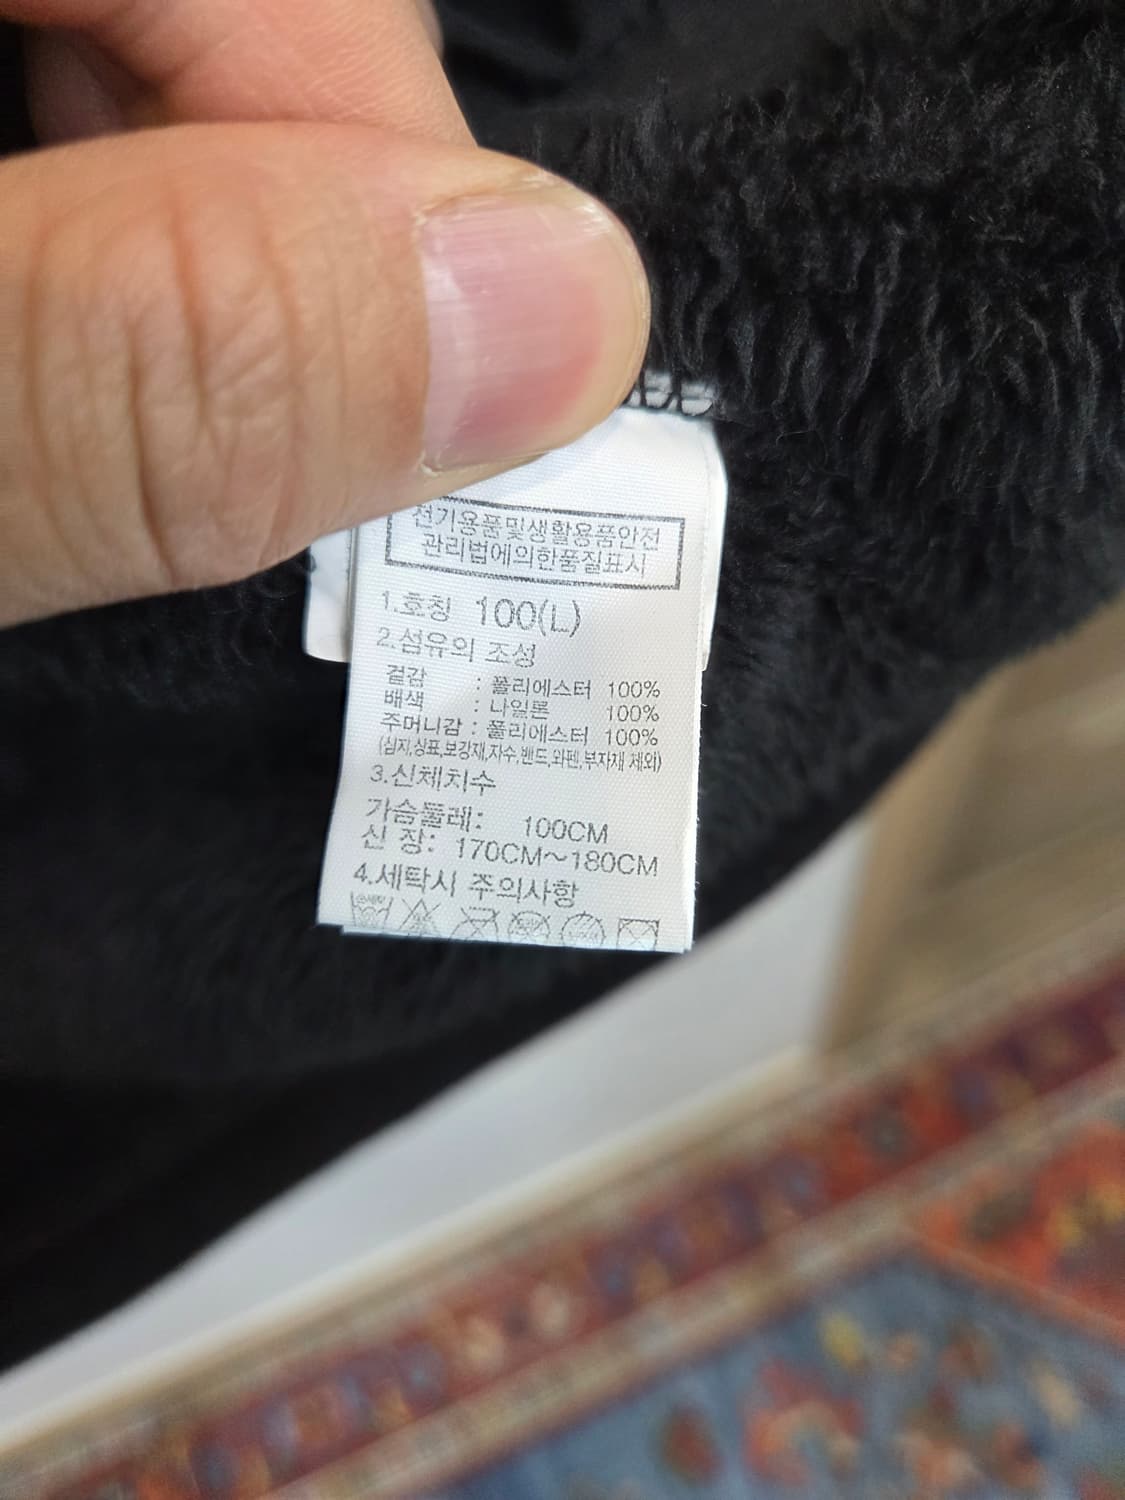 전기용품및생활용품안전
관리법에의한품질표시
1.호칭 100(L)
2.섬유의 조성
겉감 : 폴리에스터 100%
배색 : 나일론 100%
주머니감 : 폴리에스터 100%
(심지,상표,보강재,자수,밴드,와펜,부자재 제외)
3.신체치수
가슴둘레: 100CM
신 장: 170CM~180CM
4.세탁시 주의사항